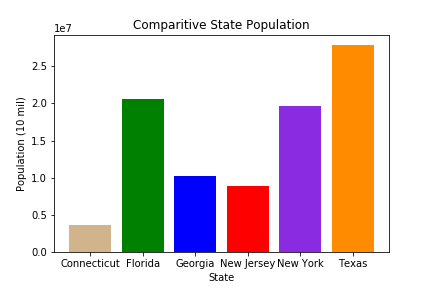 Comparitive State Population
1e7
2.5
2.0
1.5
1.0
0.5
0.0
Population (10 mil)
Connecticut Florida Georgia New Jersey New York Texas
State